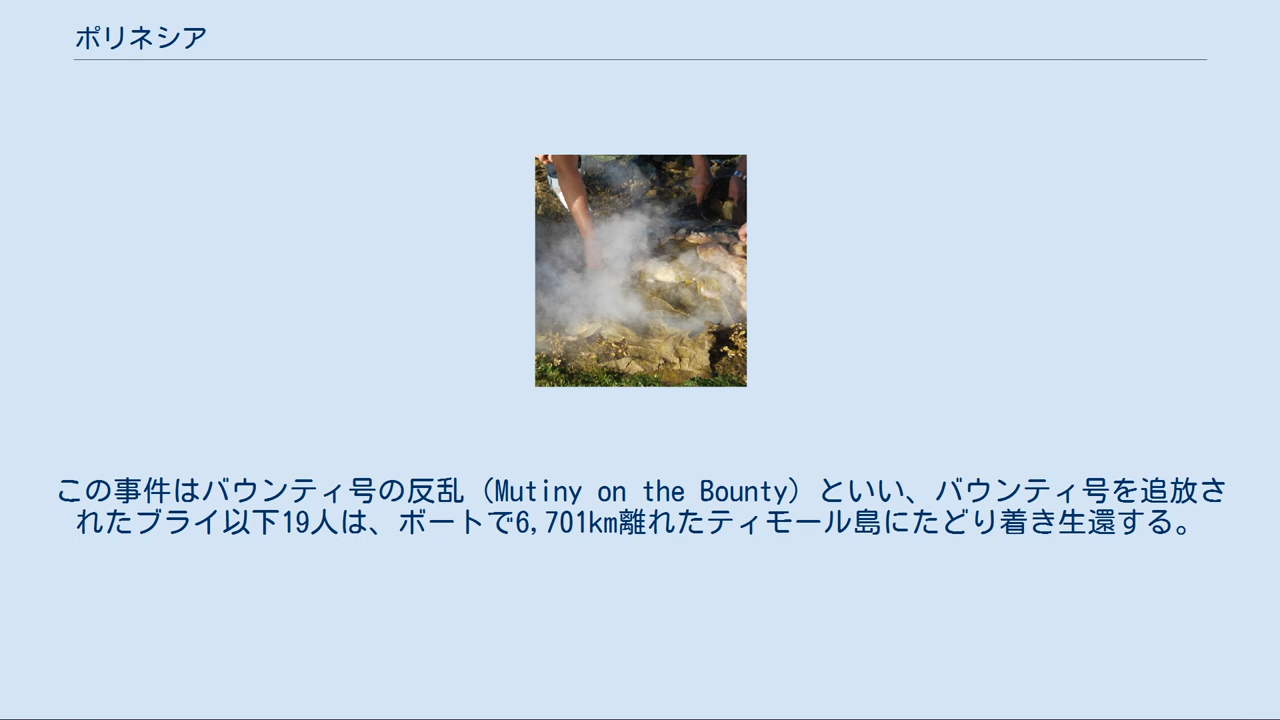 ポリネシア
この事件はバウンティ号の反乱（Mutiny on the Bounty）といい、バウンティ号を追放さ
れたブライ以下19人は、ボートで6,701km離れたティモール島にたどり着き生還する。